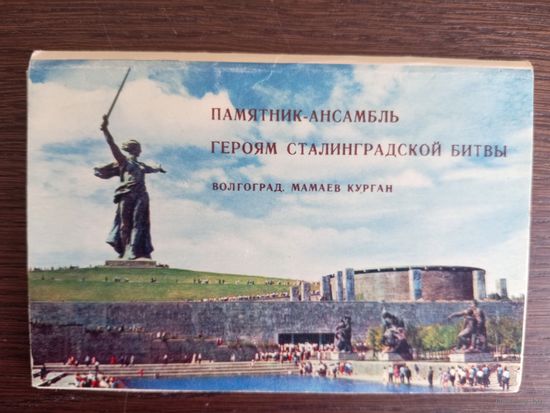 ПАМЯТНИК-АНСАМБЛЬ
ГЕРОЯМ СТАЛИНГРАДСКОЙ БИТВЫ
ВОЛГОГРАД. МАМАЕВ КУРГАН